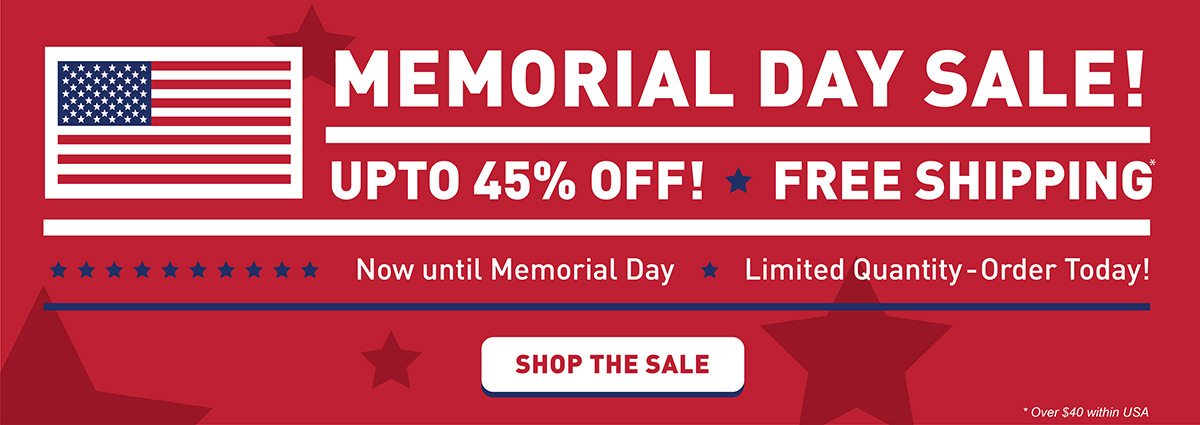 MEMORIAL DAY SALE!
UPTO 45% OFF! ★ FREE SHIPPING*
Now until Memorial Day ★ Limited Quantity-Order Today!
SHOP THE SALE
* Over $40 within USA